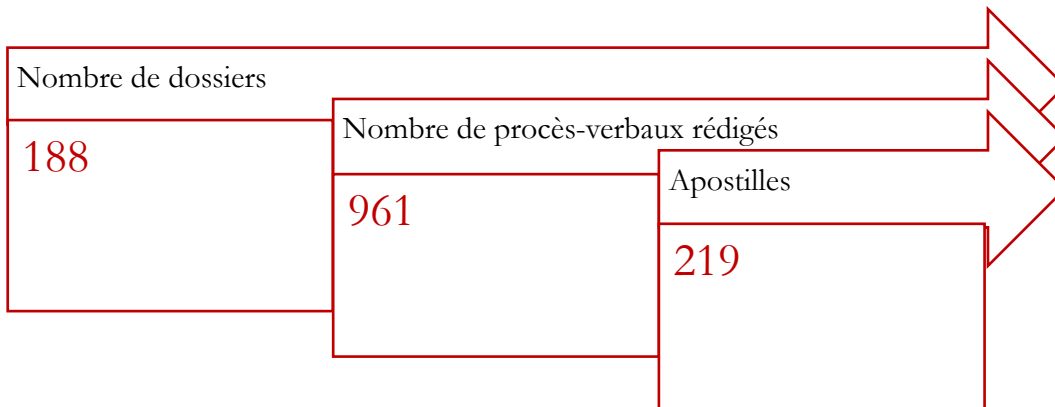 Nombre de dossiers
188
Nombre de procès-verbaux rédigés
961
Apostilles
219